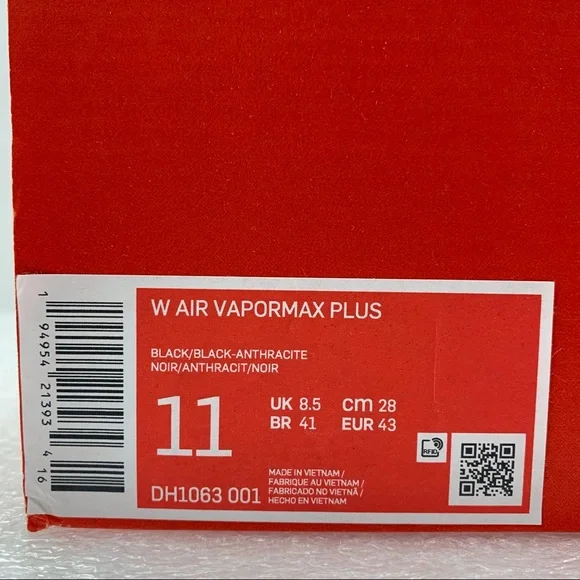 W AIR VAPORMAX PLUS
BLACK/BLACK-ANTHRACITE
NOIR/ANTHRACIT/NOIR
11
UK 8.5 cm 28
BR 41 EUR 43
DH1063 001
MADE IN VIETNAM /
FABRIQUE AU VIETNAM /
FABRICADO NO VIETNÃ /
HECHO EN VIETNAM
RFID
1 94954 21393 4 16